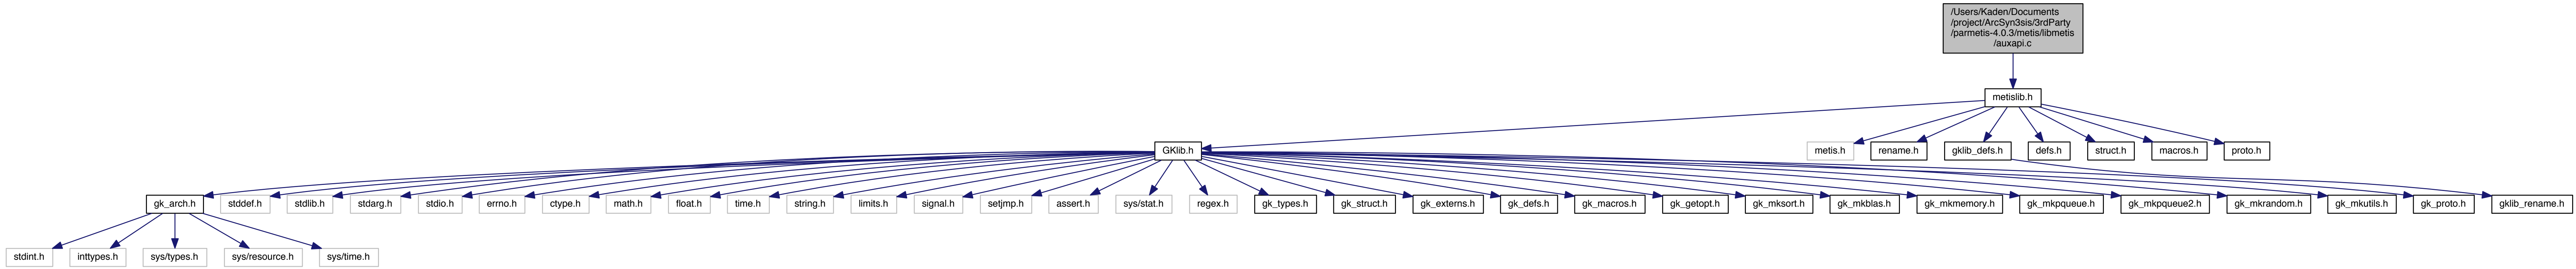 /Users/Kaden/Documents
/project/ArcSyn3sis/3rdParty
/parmetis-4.0.3/metis/libmetis
/auxapi.c
metislib.h
GKlib.h
metis.h
rename.h
gklib_defs.h
defs.h
struct.h
macros.h
proto.h
gk_arch.h
stddef.h
stdlib.h
stdarg.h
stdio.h
errno.h
ctype.h
math.h
float.h
time.h
string.h
limits.h
signal.h
setjmp.h
assert.h
sys/stat.h
regex.h
gk_types.h
gk_struct.h
gk_externs.h
gk_defs.h
gk_macros.h
gk_getopt.h
gk_mksort.h
gk_mkblas.h
gk_mkmemory.h
gk_mkpqueue.h
gk_mkpqueue2.h
gk_mkrandom.h
gk_mkutils.h
gk_proto.h
gklib_rename.h
stdint.h
inttypes.h
sys/types.h
sys/resource.h
sys/time.h